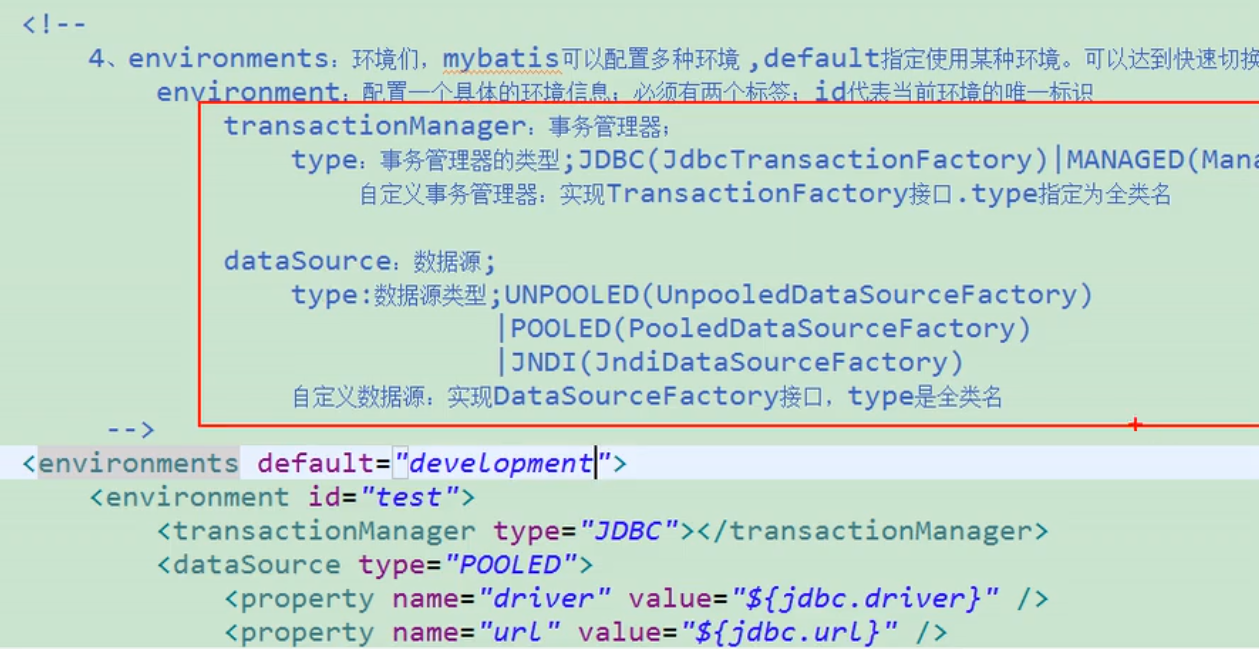 <!--
4、environments：环境们，mybatis可以配置多种环境 ,default指定使用某种环境。可以达到快速切换
environment：配置一个具体的环境信息；必须有两个标签；id代表当前环境的唯一标识
transactionManager：事务管理器；
type：事务管理器的类型;JDBC(JdbcTransactionFactory)|MANAGED(Mana
自定义事务管理器：实现TransactionFactory接口.type指定为全类名
dataSource：数据源;
type:数据源类型;UNPOOLED(UnpooledDataSourceFactory)
|POOLED(PooledDataSourceFactory)
|JNDI(JndiDataSourceFactory)
自定义数据源：实现DataSourceFactory接口，type是全类名
-->
<environments default="development">
<environment id="test">
<transactionManager type="JDBC"></transactionManager>
<dataSource type="POOLED">
<property name="driver" value="${jdbc.driver}" />
<property name="url" value="${jdbc.url}" />